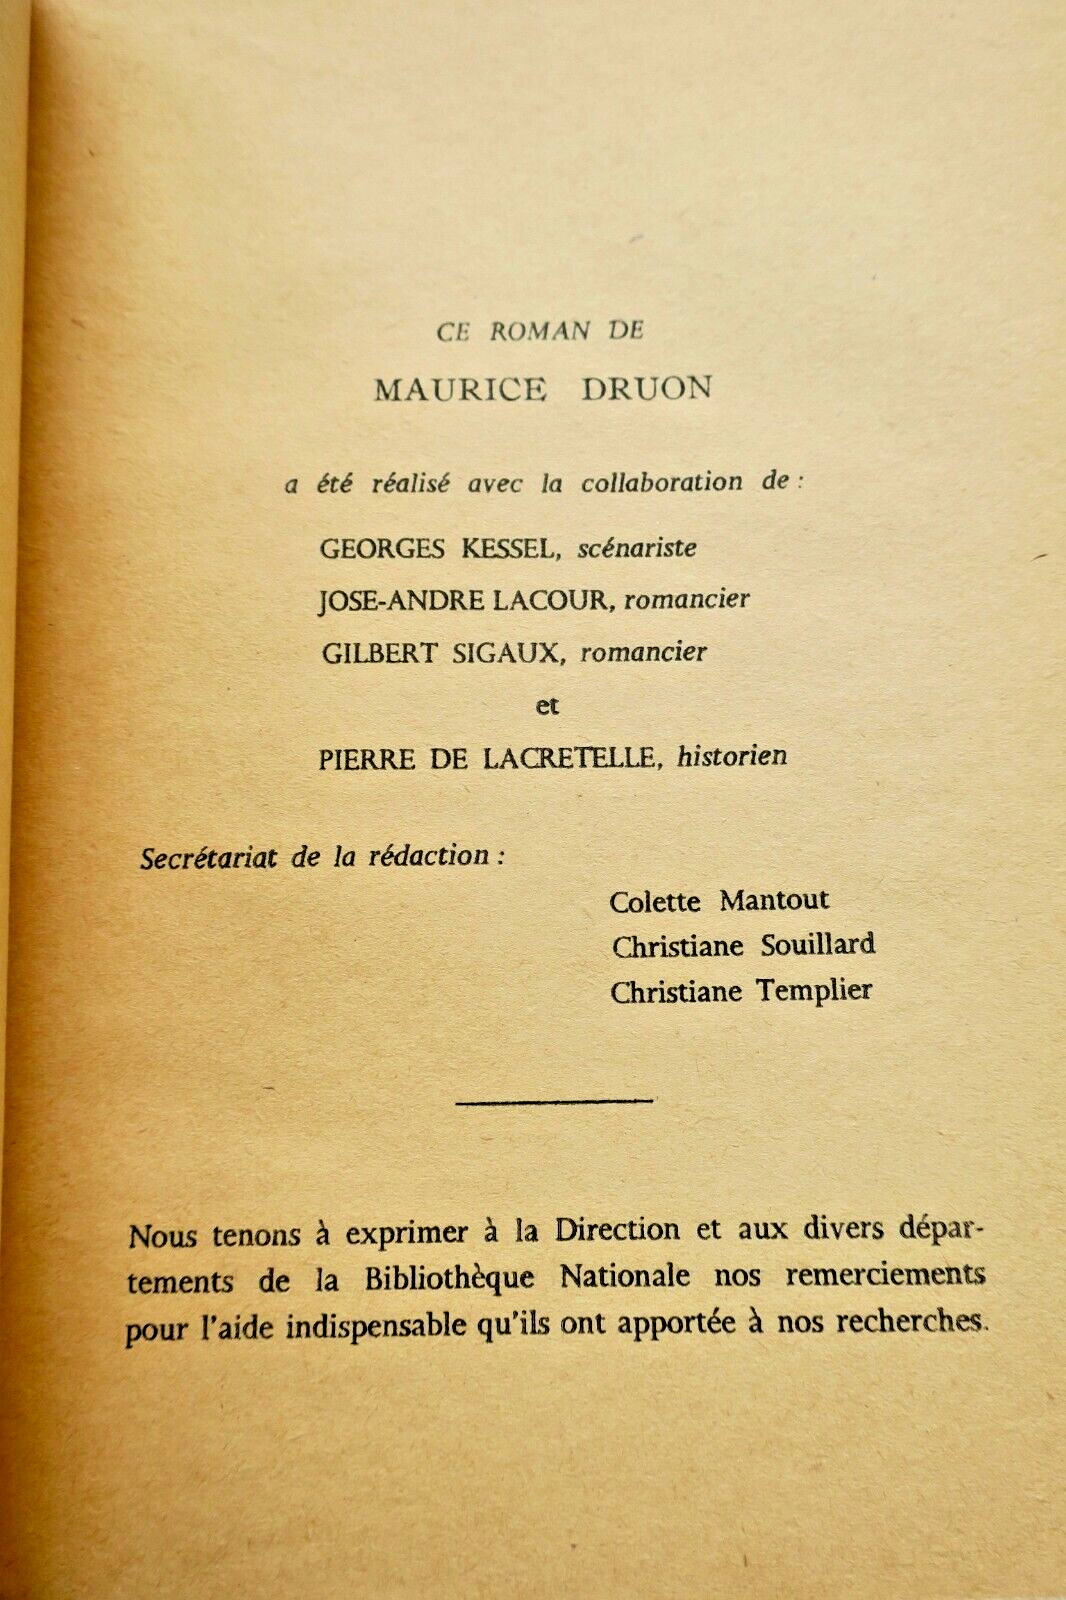 CE ROMAN DE
MAURICE DRUON
a été réalisé avec la collaboration de :
GEORGES KESSEL, scénariste
JOSE-ANDRE LACOUR, romancier
GILBERT SIGAUX, romancier
et
PIERRE DE LACRETELLE, historien
Secrétariat de la rédaction :
Colette Mantout
Christiane Souillard
Christiane Templier
Nous tenons à exprimer à la Direction et aux divers dépar-
tements de la Bibliothèque Nationale nos remerciements
pour l'aide indispensable qu'ils ont apportée à nos recherches.